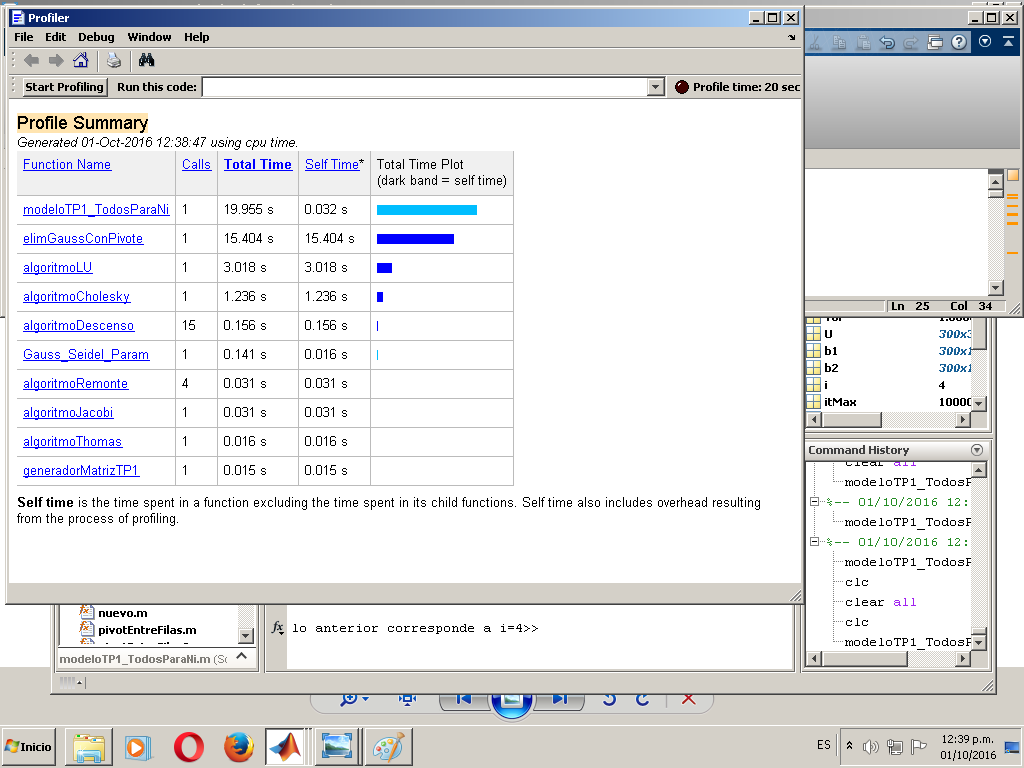 Profiler
File Edit Debug Window Help
Start Profiling Run this code: Profile time: 20 sec
Profile Summary
Generated 01-Oct-2016 12:38:47 using cpu time.
Function Name Calls Total Time Self Time* Total Time Plot
(dark band = self time)
modeloTP1_TodosParaNi 1 19.955 s 0.032 s
elimGaussConPivote 1 15.404 s 15.404 s
algoritmoLU 1 3.018 s 3.018 s
algoritmoCholesky 1 1.236 s 1.236 s
algoritmoDescenso 15 0.156 s 0.156 s
Gauss_Seidel_Param 1 0.141 s 0.016 s
algoritmoRemonte 4 0.031 s 0.031 s
algoritmoJacobi 1 0.031 s 0.031 s
algoritmoThomas 1 0.016 s 0.016 s
generadorMatrizTP1 1 0.015 s 0.015 s
Self time is the time spent in a function excluding the time spent in its child functions. Self time also includes overhead resulting
from the process of profiling.
Ln 25 Col 34
U 300x3
b1 300x1
b2 300x1
i 4
itMax 10000
Command History
clear all
modeloTP1_TodosP
%-- 01/10/2016 12:
modeloTP1_TodosP
%-- 01/10/2016 12:
modeloTP1_TodosP
clc
clear all
clc
modeloTP1_TodosP
nuevo.m
pivotEntreFilas.m
modeloTP1_TodosParaNi.m (Sc
fx lo anterior corresponde a i=4>>
Inicio
ES
12:39 p.m.
01/10/2016